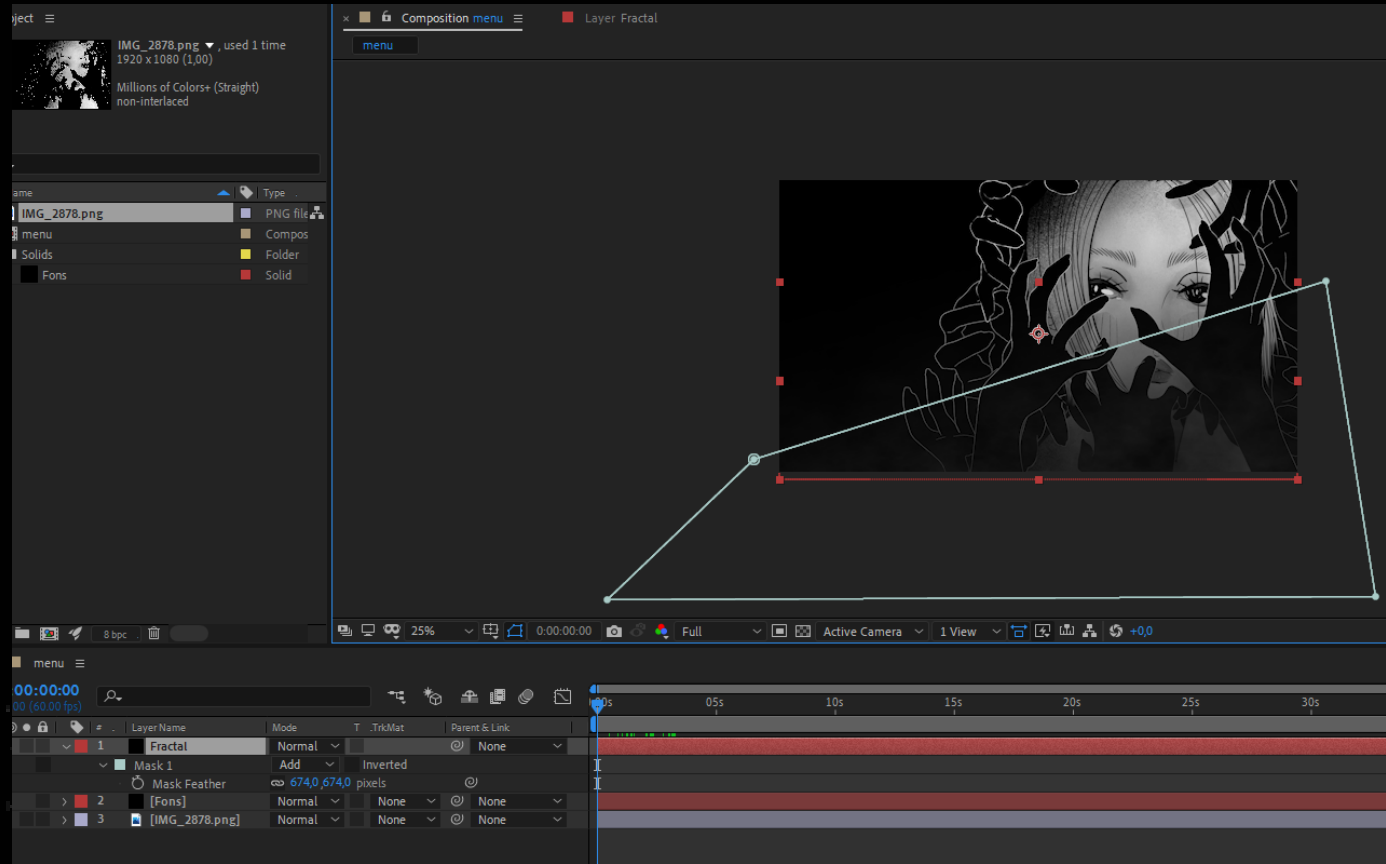 ject
IMG_2878.png , used 1 time
1920 x 1080 (1,00)
Millions of Colors+ (Straight)
non-interlaced
ame Type
IMG_2878.png PNG file
menu Compos
Solids Folder
Fons Solid
8 bpc
× Composition menu Layer Fractal
menu
25% 0:00:00:00 Full Active Camera 1 View +0,0
menu
:00:00:00
00 (60.00 fps)
00s 05s 10s 15s 20s 25s 30s
# Layer Name Mode T .TrkMat Parent & Link
1 Fractal Normal None
Mask 1 Add Inverted
Mask Feather 674,0 ,674,0 pixels
2 [Fons] Normal None None
3 [IMG_2878.png] Normal None None